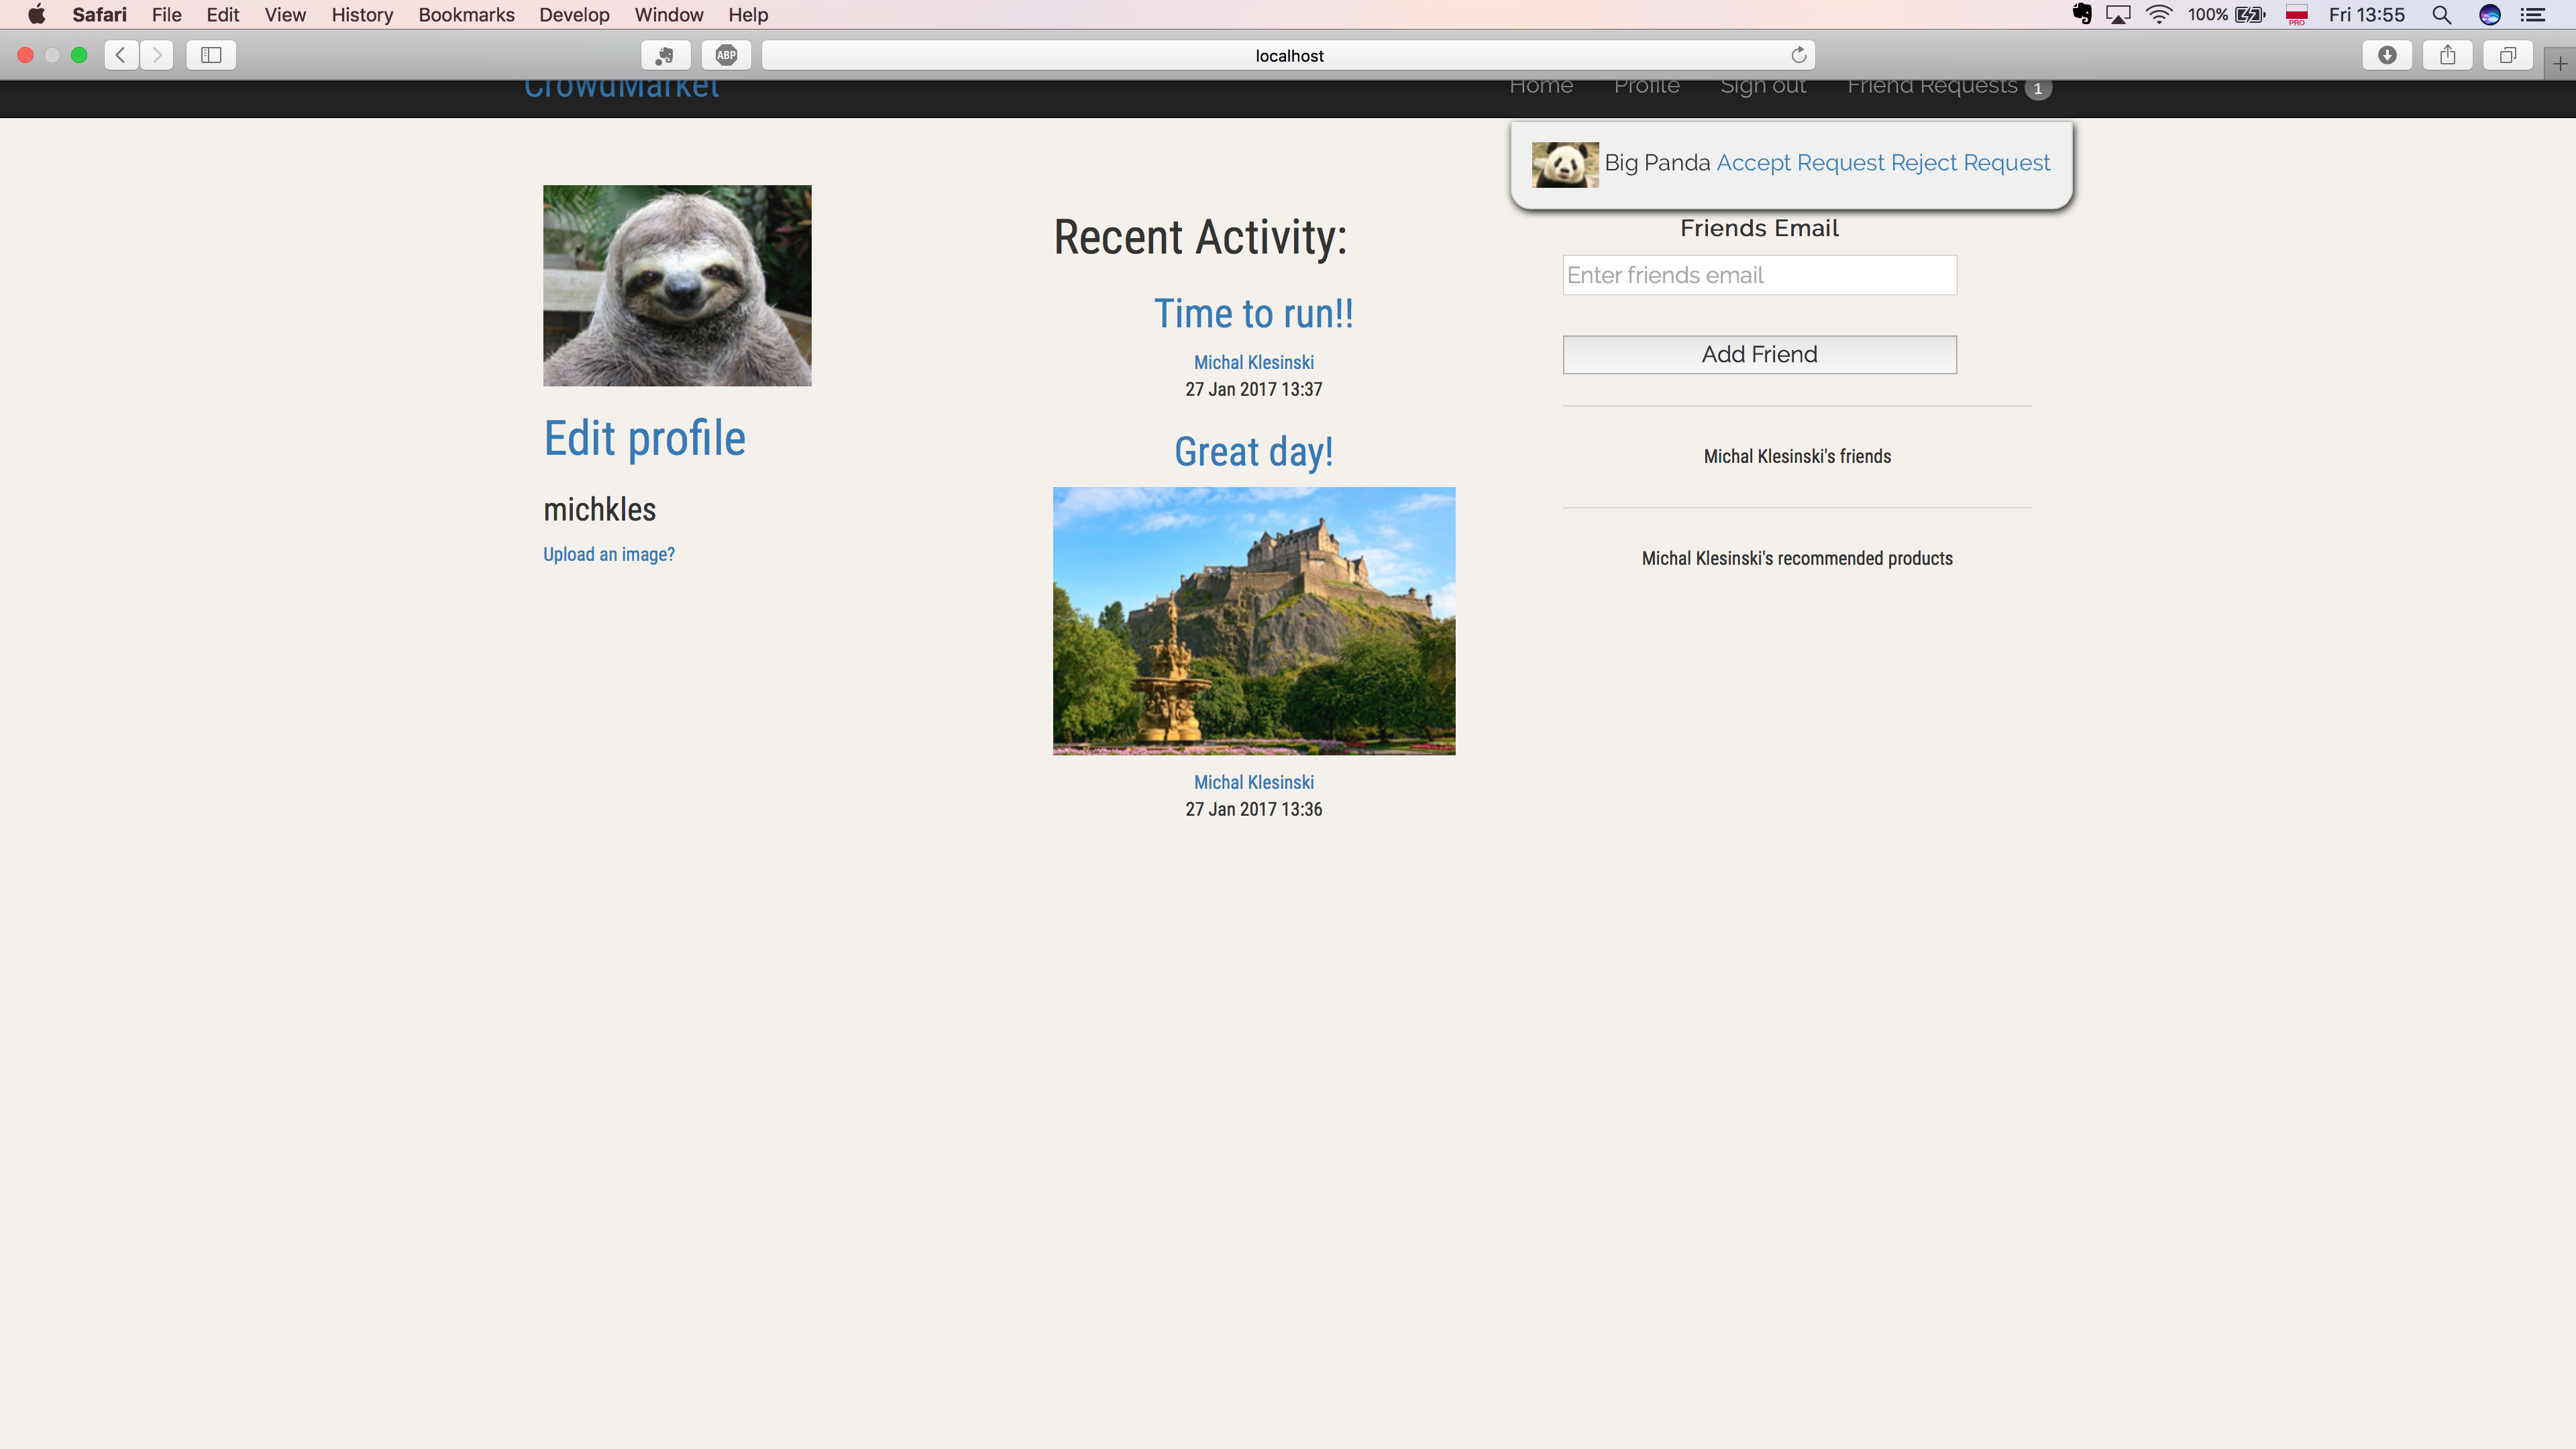 Safari File Edit View History Bookmarks Develop Window Help 100% PRO Fri 13:55
ABP localhost
CrowdMarket Home Profile Sign out Friend Requests 1
Big Panda Accept Request Reject Request
Edit profile
michkles
Upload an image?
Recent Activity:
Time to run!!
Michal Klesinski
27 Jan 2017 13:37
Great day!
Michal Klesinski
27 Jan 2017 13:36
Friends Email
Enter friends email
Add Friend
Michal Klesinski's friends
Michal Klesinski's recommended products